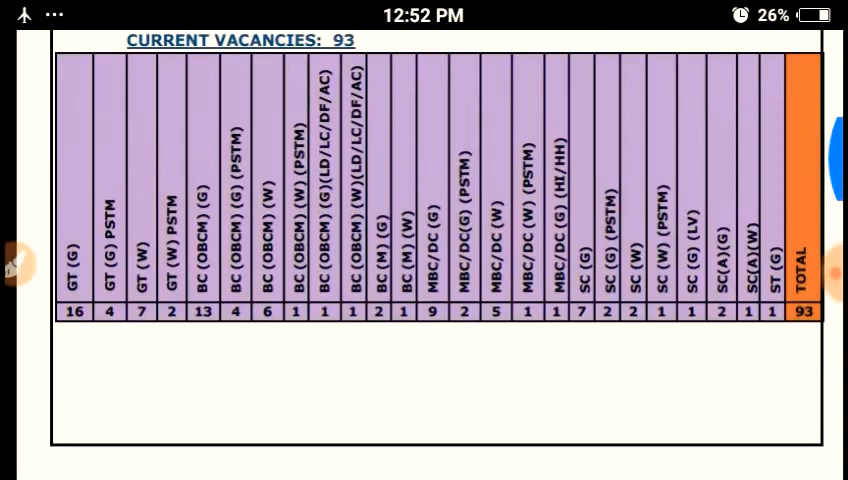 12:52 PM
26%
CURRENT VACANCIES: 93
GT (G)
GT (G) PSTM
GT (W)
GT (W) PSTM
BC (OBCM) (G)
BC (OBCM) (G) (PSTM)
BC (OBCM) (W)
BC (OBCM) (W) (PSTM)
BC (OBCM) (G)(LD/LC/DF/AC)
BC (OBCM) (W)(LD/LC/DF/AC)
BC (M) (G)
BC (M) (W)
MBC/DC (G)
MBC/DC(G) (PSTM)
MBC/DC (W)
MBC/DC (W) (PSTM)
MBC/DC (G) (HI/HH)
SC (G)
SC (G) (PSTM)
SC (W)
SC (W) (PSTM)
SC (G) (LV)
SC(A)(G)
SC(A)(W)
ST (G)
TOTAL
16 4 7 2 13 4 6 1 1 1 2 1 9 2 5 1 1 7 2 2 1 1 2 1 1 93